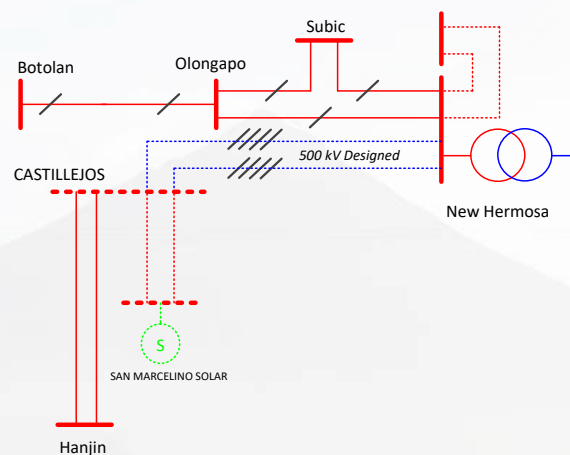 Subic
Botolan
Olongapo
500 kV Designed
CASTILLEJOS
New Hermosa
S
SAN MARCELINO SOLAR
Hanjin